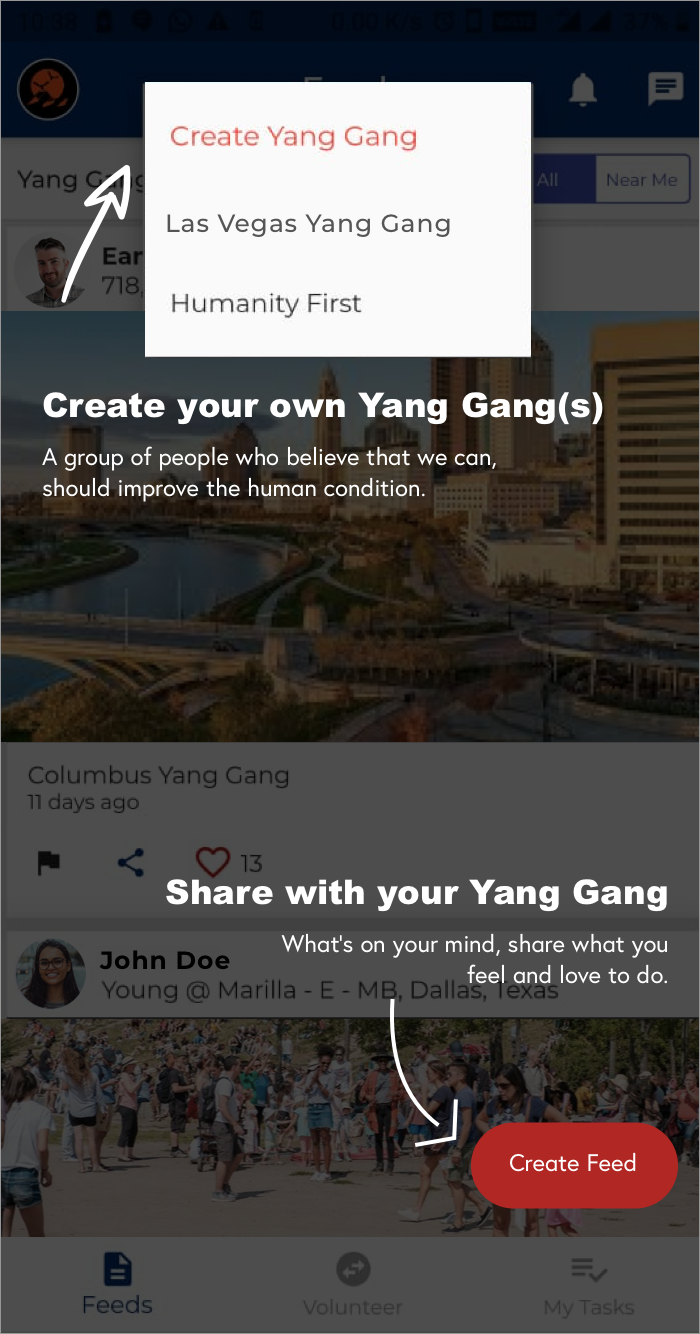 10:39
0.00 K/s
37%
Feeds
Create Yang Gang
Yang Gang
All
Near Me
Las Vegas Yang Gang
718,
Humanity First
Create your own Yang Gang(s)
A group of people who believe that we can,
should improve the human condition.
Columbus Yang Gang
11 days ago
13
Share with your Yang Gang
What's on your mind, share what you
feel and love to do.
John Doe
Young @ Marilla - E - MB, Dallas, Texas
Create Feed
Feeds
Volunteer
My Tasks